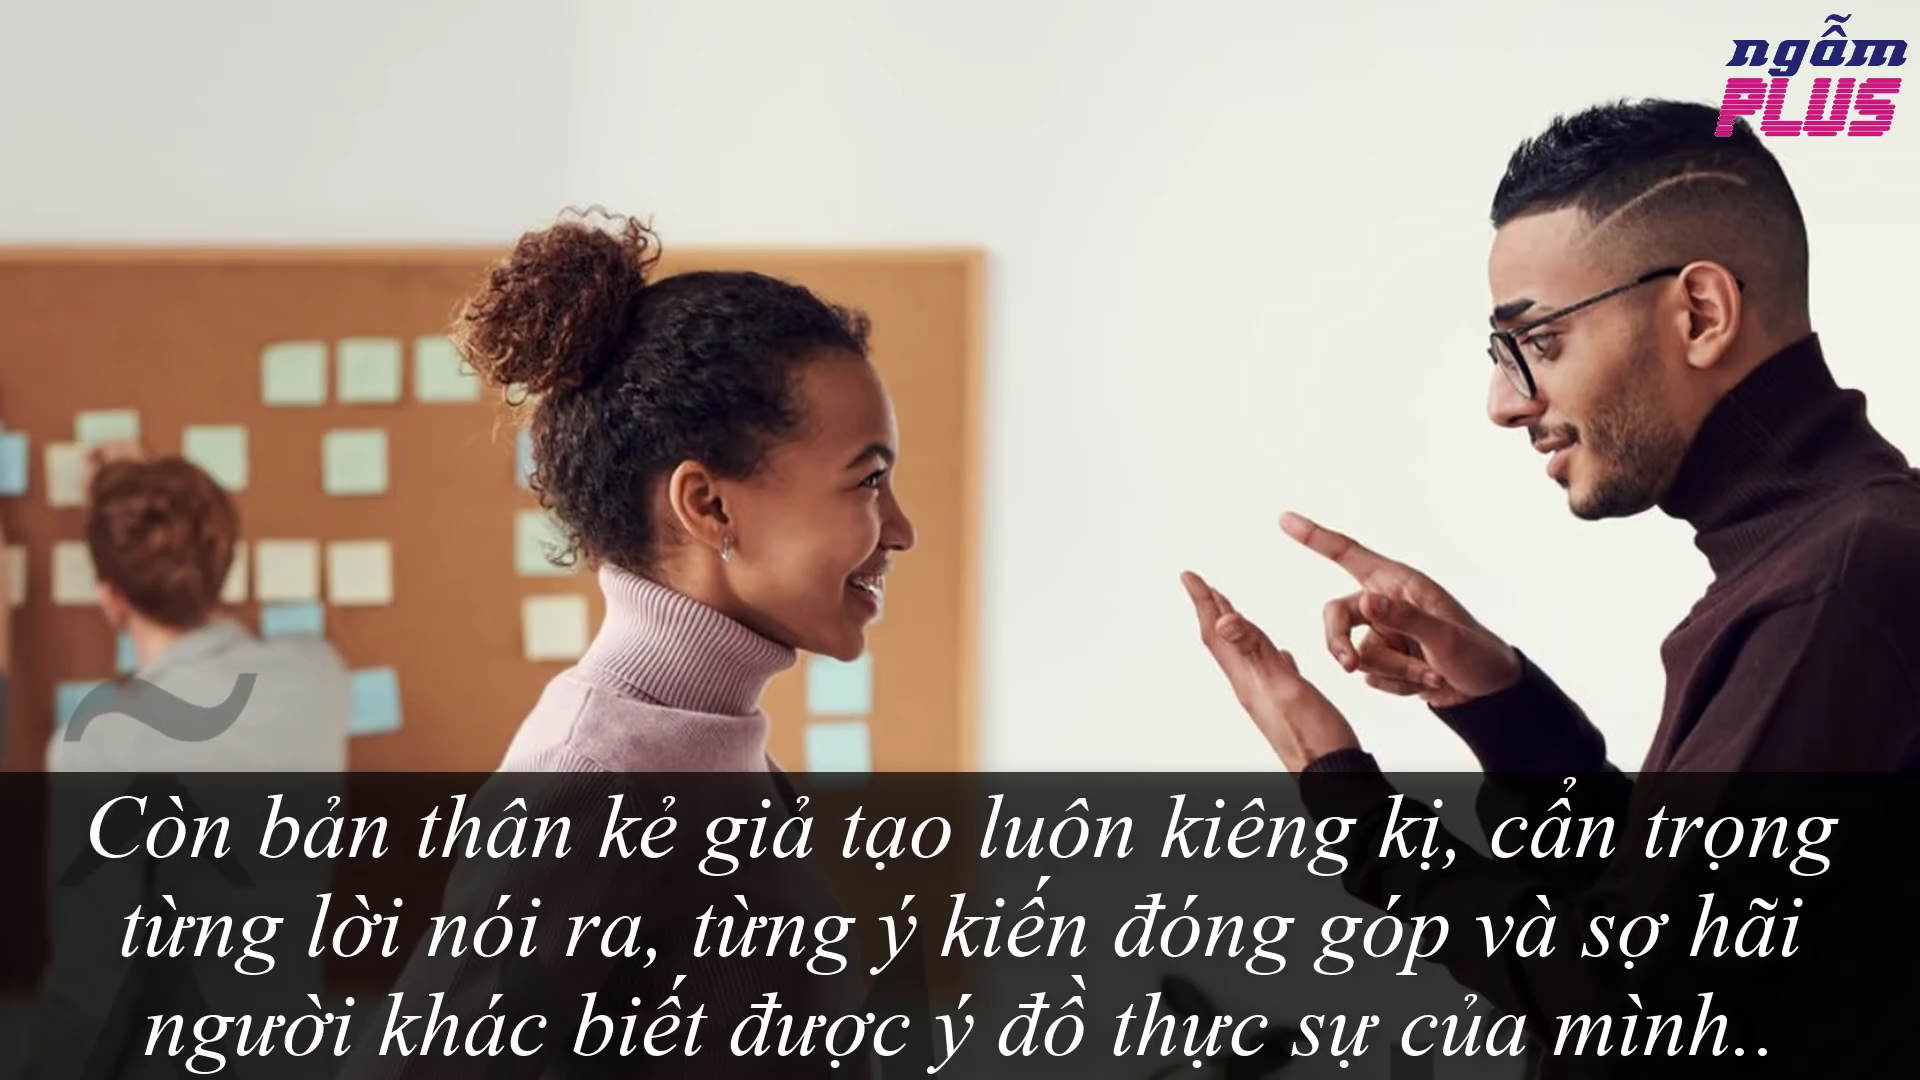 ngẫm
PLUS
Còn bản thân kẻ giả tạo luôn kiêng kị, cẩn trọng
từng lời nói ra, từng ý kiến đóng góp và sợ hãi
người khác biết được ý đồ thực sự của mình..